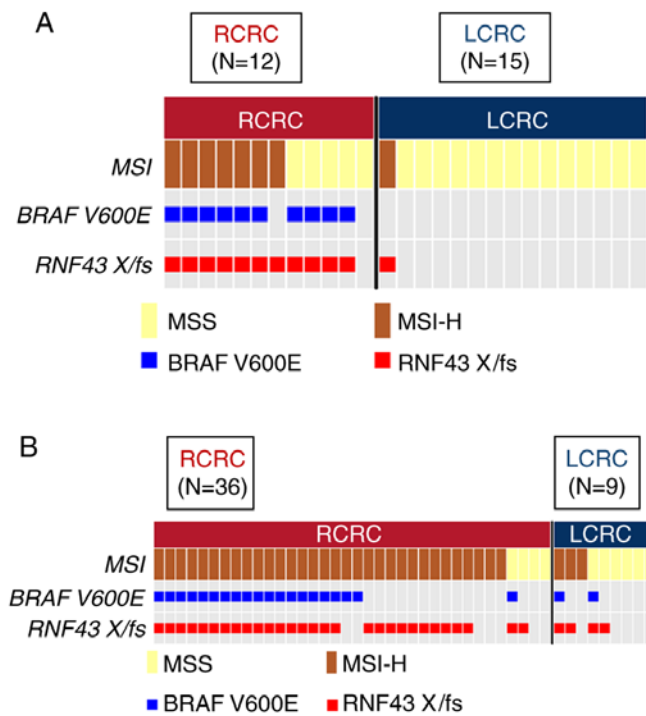 A
RCRC
(N=12)
LCRC
(N=15)
RCRC
LCRC
MSI
BRAF V600E
RNF43 X/fs
MSS
MSI-H
BRAF V600E
RNF43 X/fs
B
RCRC
(N=36)
LCRC
(N=9)
RCRC
LCRC
MSI
BRAF V600E
RNF43 X/fs
MSS
MSI-H
BRAF V600E
RNF43 X/fs